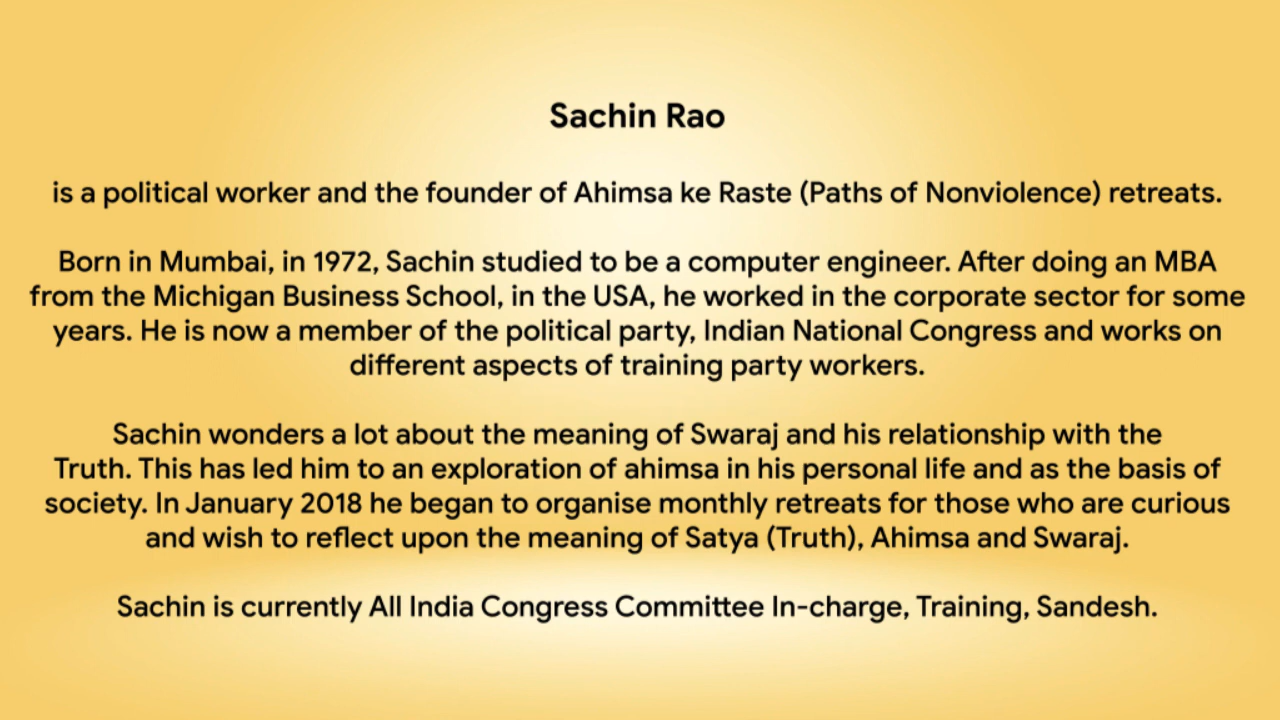 Sachin Rao
is a political worker and the founder of Ahimsa ke Raste (Paths of Nonviolence) retreats.
Born in Mumbai, in 1972, Sachin studied to be a computer engineer. After doing an MBA
from the Michigan Business School, in the USA, he worked in the corporate sector for some
years. He is now a member of the political party, Indian National Congress and works on
different aspects of training party workers.
Sachin wonders a lot about the meaning of Swaraj and his relationship with the
Truth. This has led him to an exploration of ahimsa in his personal life and as the basis of
society. In January 2018 he began to organise monthly retreats for those who are curious
and wish to reflect upon the meaning of Satya (Truth), Ahimsa and Swaraj.
Sachin is currently All India Congress Committee In-charge, Training, Sandesh.